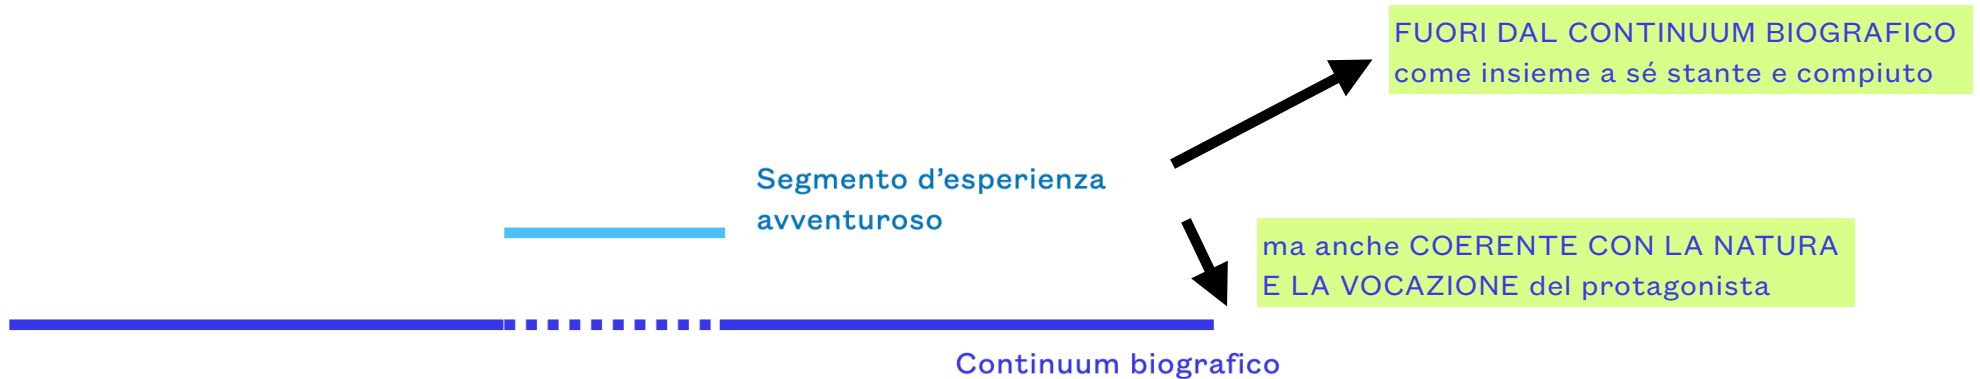 FUORI DAL CONTINUUM BIOGRAFICO
come insieme a sé stante e compiuto
Segmento d’esperienza
avventuroso
ma anche COERENTE CON LA NATURA
E LA VOCAZIONE del protagonista
Continuum biografico